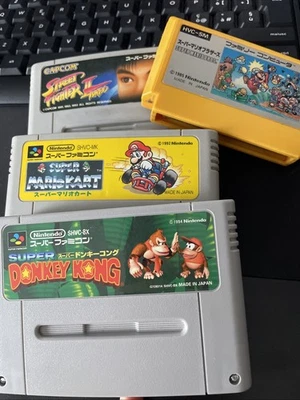 HVC-SM
ファミリーコンピュータ
スーパーマリオブラザーズ
©1985 Nintendo
CAPCOM
スーパーファミ
STREET
FIGHTER II
Turbo
Nintendo SHVC-MK
©1992 Nintendo
スーパーファミコン
SUPER
MARIOKART
スーパーマリオカート
MADE IN JAPAN
Nintendo SHVC-8X
©1994 Nintendo
スーパーファミコン
SUPER スーパードンキーコング
DONKEY KONG
MADE IN JAPAN